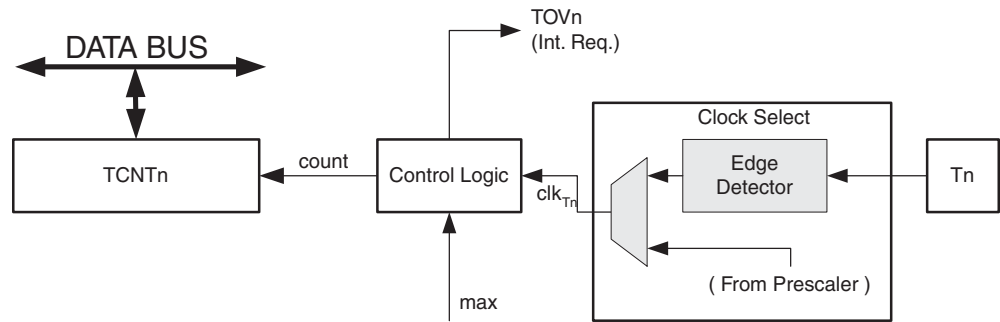 TOVn
(Int. Req.)
DATA BUS
Clock Select
TCNTn
count
Control Logic
clkTn
Edge
Detector
Tn
( From Prescaler )
max